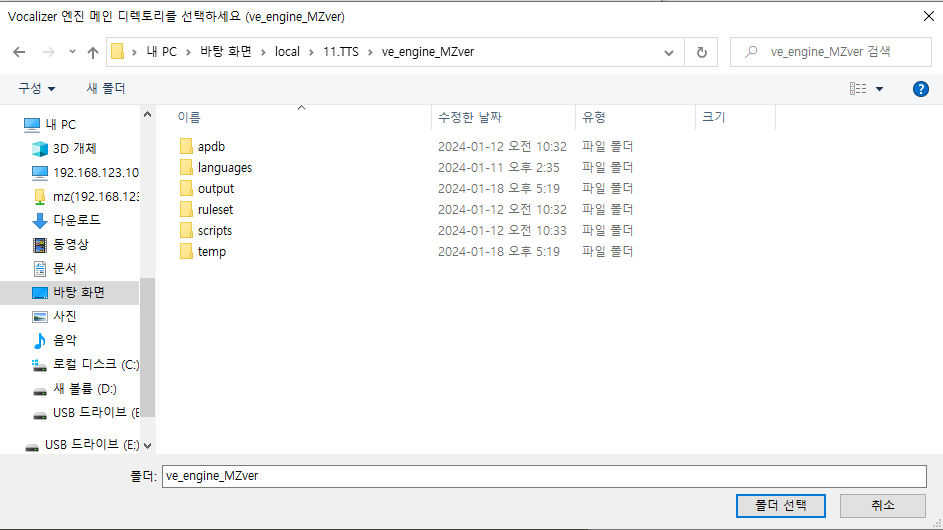 Vocalizer 엔진 메인 디렉토리를 선택하세요 (ve_engine_MZver)
내 PC > 바탕 화면 > local > 11.TTS > ve_engine_MZver
ve_engine_MZver 검색
구성 새 폴더
내 PC
3D 개체
192.168.123.10
mz(192.168.123
다운로드
동영상
문서
바탕 화면
사진
음악
로컬 디스크 (C:)
새 볼륨 (D:)
USB 드라이브 (E
USB 드라이브 (E:)
이름 수정한 날짜 유형 크기
apdb 2024-01-12 오전 10:32 파일 폴더
languages 2024-01-11 오후 2:35 파일 폴더
output 2024-01-18 오후 5:19 파일 폴더
ruleset 2024-01-12 오전 10:32 파일 폴더
scripts 2024-01-12 오전 10:33 파일 폴더
temp 2024-01-18 오후 5:19 파일 폴더
폴더: ve_engine_MZver
폴더 선택 취소